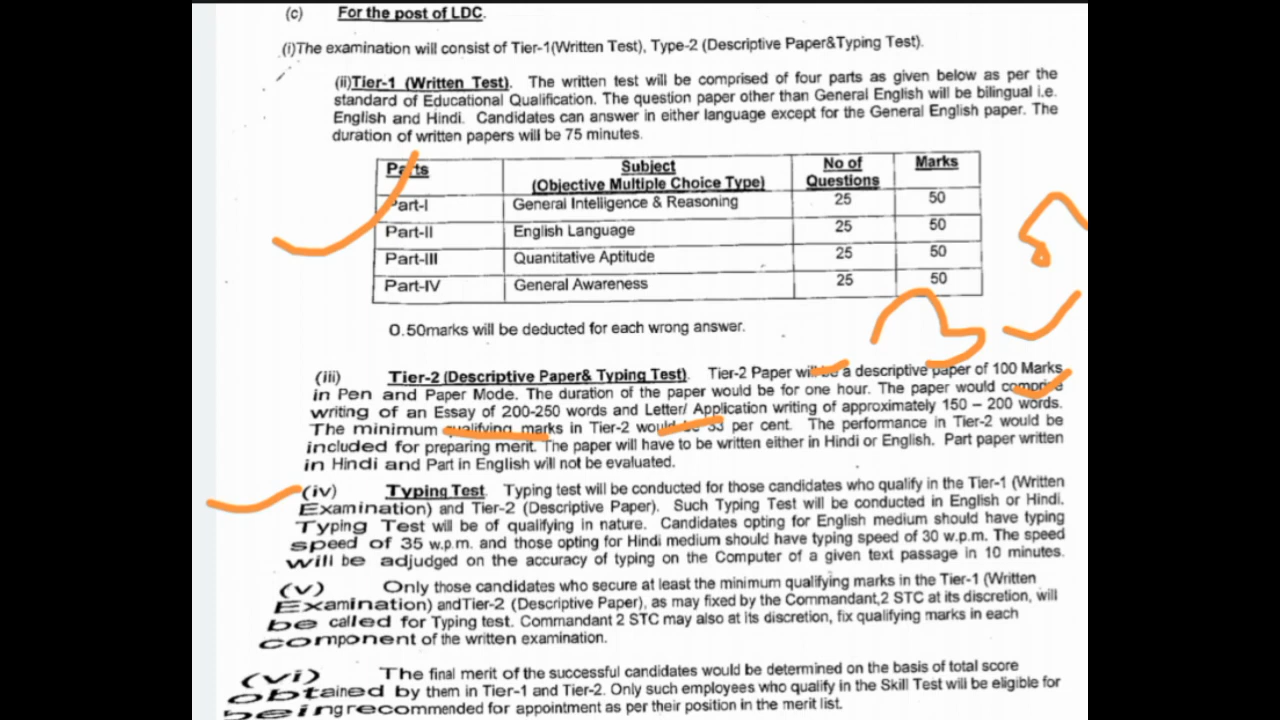 (c) For the post of LDC.
(i)The examination will consist of Tier-1(Written Test), Type-2 (Descriptive Paper&Typing Test).
(ii)Tier-1 (Written Test). The written test will be comprised of four parts as given below as per the
standard of Educational Qualification. The question paper other than General English will be bilingual i.e.
English and Hindi. Candidates can answer in either language except for the General English paper. The
duration of written papers will be 75 minutes.
Parts Subject No of Marks
(Objective Multiple Choice Type) Questions
Part-I General Intelligence & Reasoning 25 50
Part-II English Language 25 50
Part-III Quantitative Aptitude 25 50
Part-IV General Awareness 25 50
0.50marks will be deducted for each wrong answer.
(iii) Tier-2 (Descriptive Paper& Typing Test). Tier-2 Paper will be a descriptive paper of 100 Marks
in Pen and Paper Mode. The duration of the paper would be for one hour. The paper would comprise
writing of an Essay of 200-250 words and Letter/ Application writing of approximately 150 – 200 words.
The minimum qualifying marks in Tier-2 would be 33 per cent. The performance in Tier-2 would be
included for preparing merit. The paper will have to be written either in Hindi or English. Part paper written
in Hindi and Part in English will not be evaluated.
(iv) Typing Test. Typing test will be conducted for those candidates who qualify in the Tier-1 (Written
Examination) and Tier-2 (Descriptive Paper). Such Typing Test will be conducted in English or Hindi.
Typing Test will be of qualifying in nature. Candidates opting for English medium should have typing
speed of 35 w.p.m. and those opting for Hindi medium should have typing speed of 30 w.p.m. The speed
will be adjudged on the accuracy of typing on the Computer of a given text passage in 10 minutes.
(v) Only those candidates who secure at least the minimum qualifying marks in the Tier-1 (Written
Examination) andTier-2 (Descriptive Paper), as may fixed by the Commandant,2 STC at its discretion, will
be called for Typing test. Commandant 2 STC may also at its discretion, fix qualifying marks in each
component of the written examination.
(vi) The final merit of the successful candidates would be determined on the basis of total score
obtained by them in Tier-1 and Tier-2. Only such employees who qualify in the Skill Test will be eligible for
being recommended for appointment as per their position in the merit list.